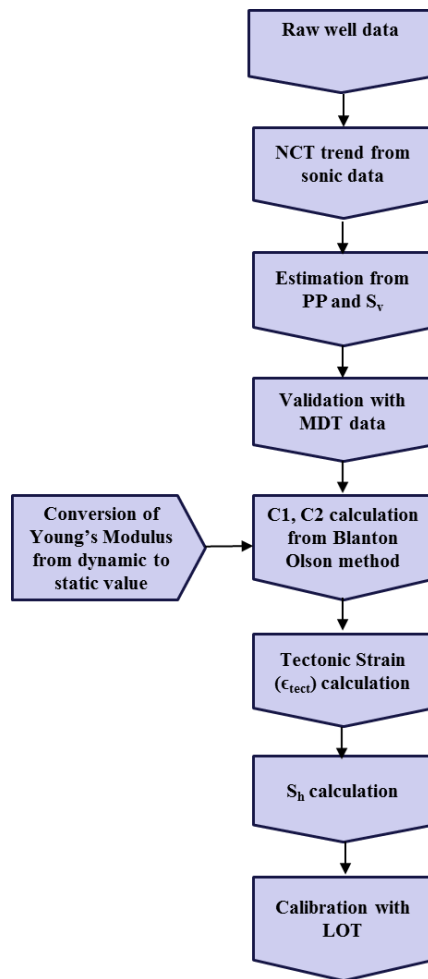 Raw well data
NCT trend from
sonic data
Estimation from
PP and Sᵥ
Validation with
MDT data
Conversion of
Young's Modulus
from dynamic to
static value
C1, C2 calculation
from Blanton
Olson method
Tectonic Strain
(ϵtect) calculation
Sₕ calculation
Calibration with
LOT